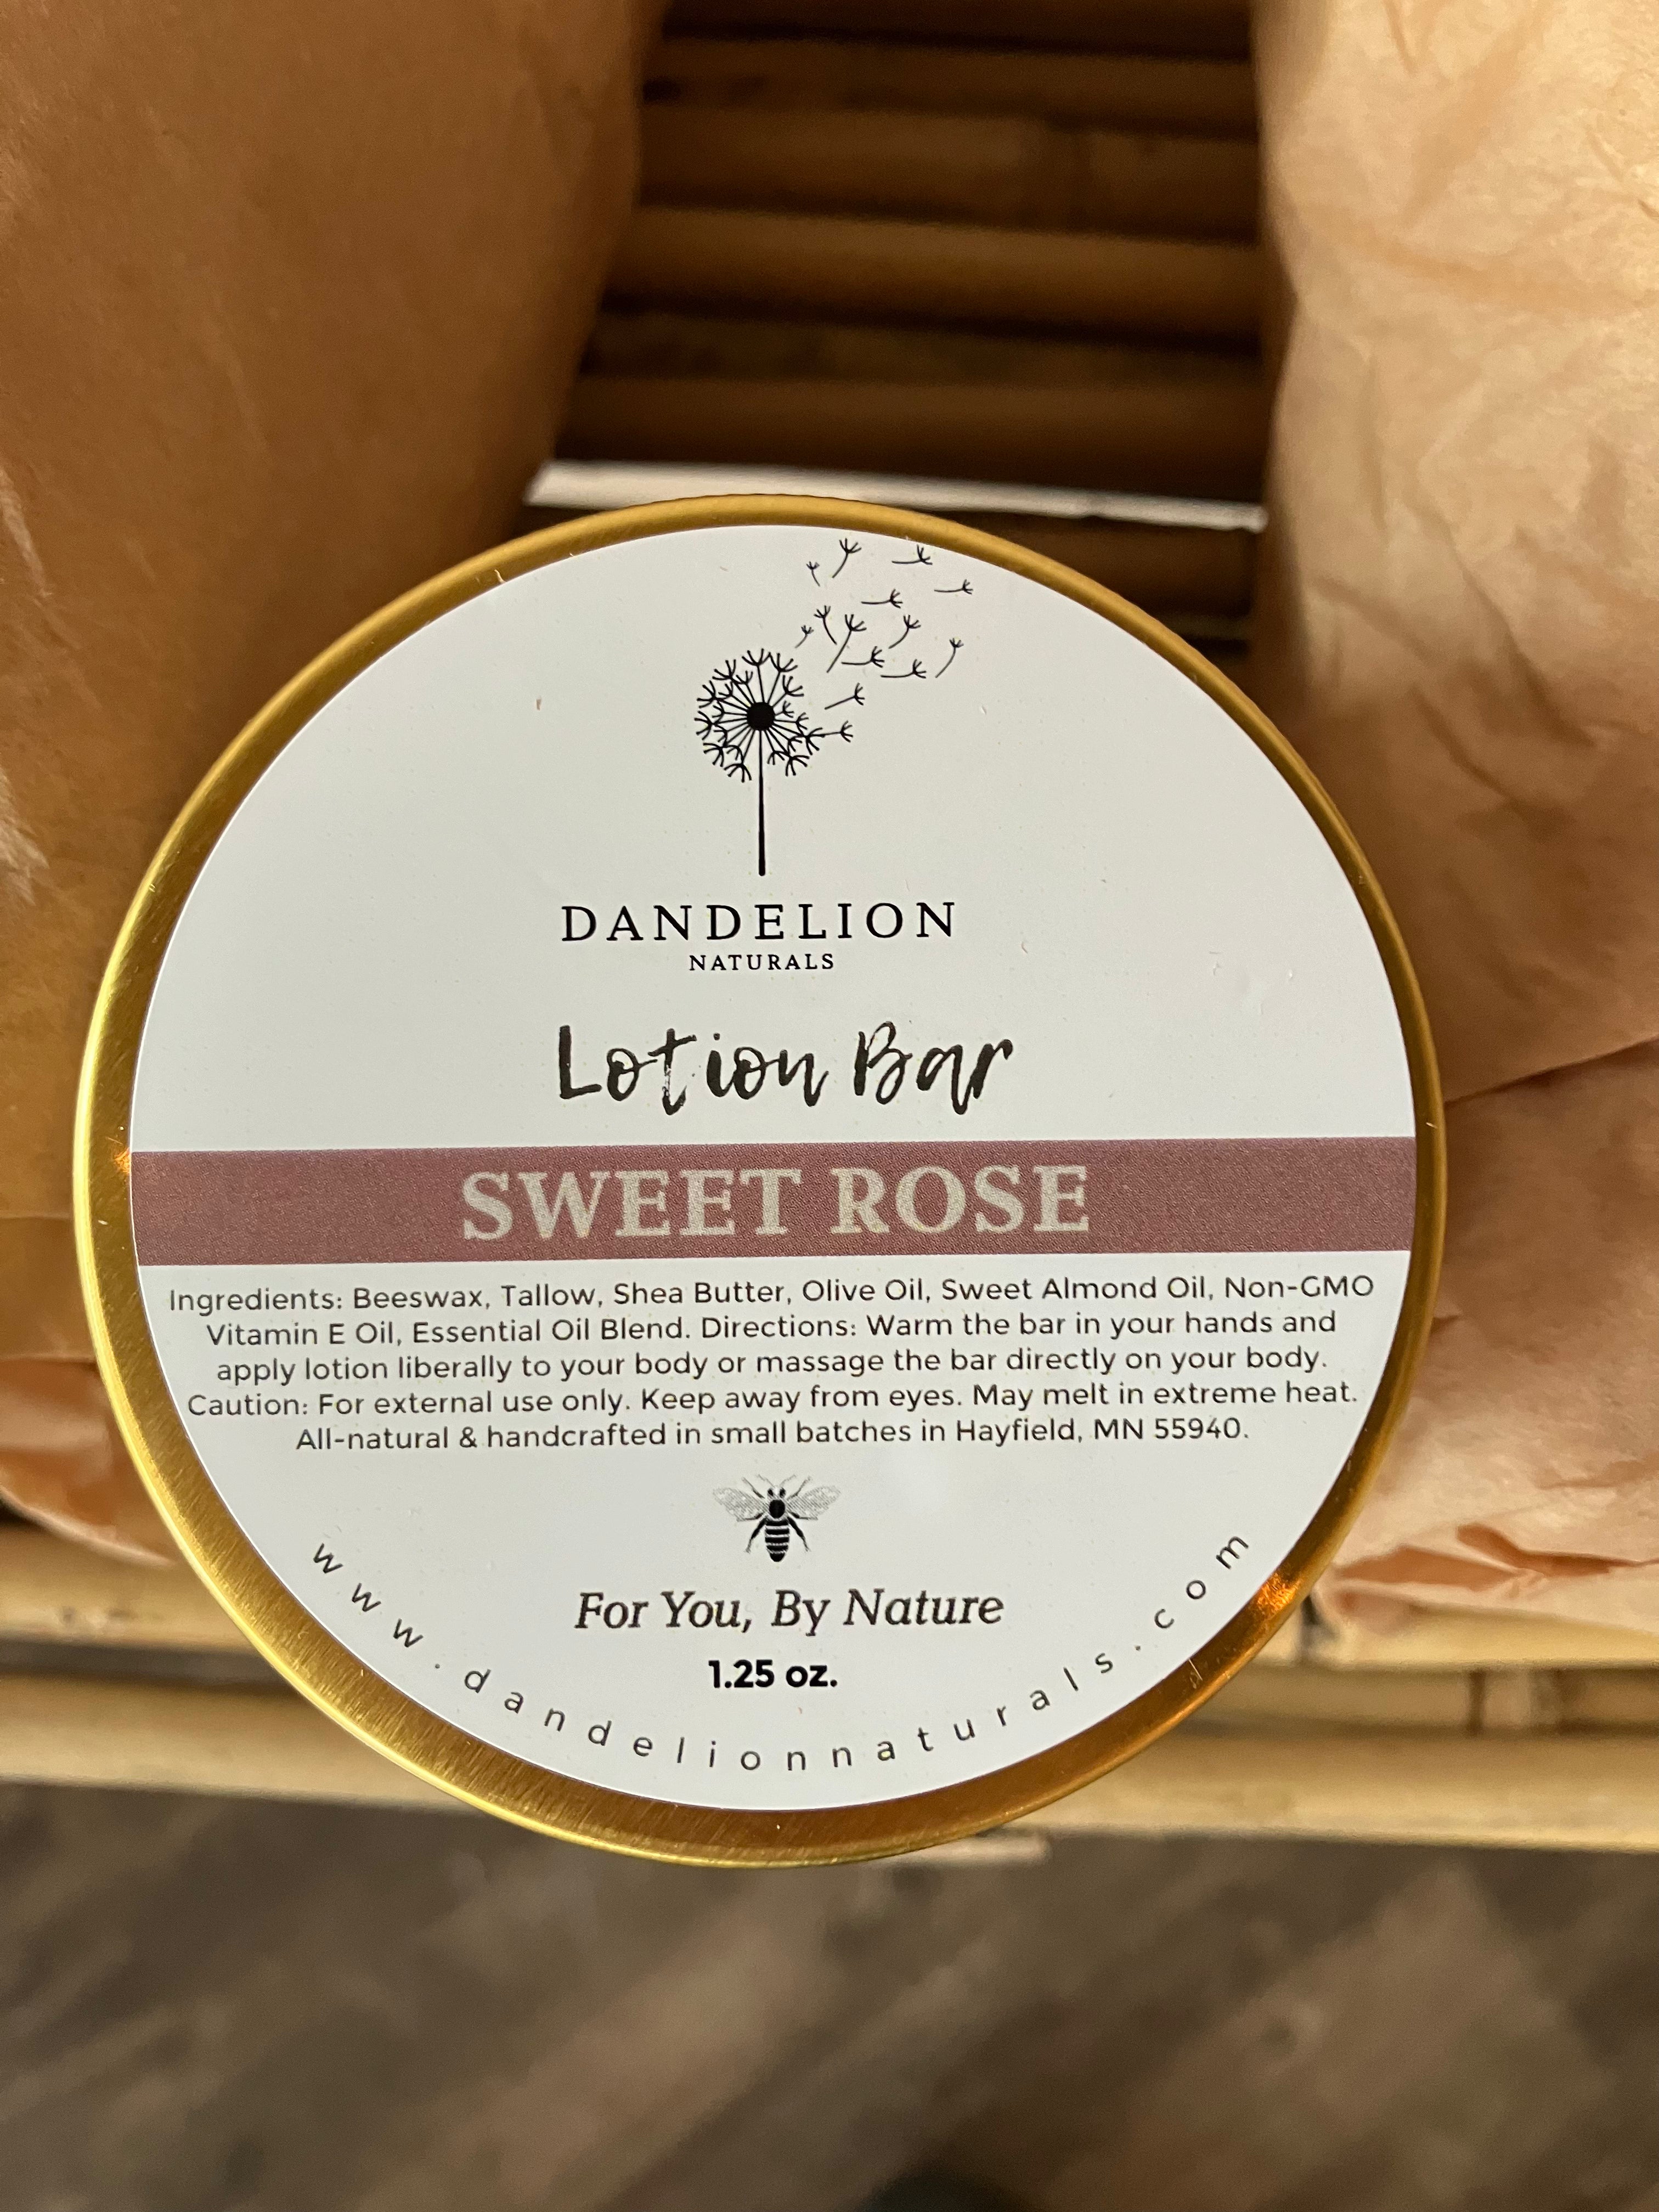 DANDELION
NATURALS
Lotion Bar
SWEET ROSE
Ingredients: Beeswax, Tallow, Shea Butter, Olive Oil, Sweet Almond Oil, Non-GMO
Vitamin E Oil, Essential Oil Blend. Directions: Warm the bar in your hands and
apply lotion liberally to your body or massage the bar directly on your body.
Caution: For external use only. Keep away from eyes. May melt in extreme heat.
All-natural & handcrafted in small batches in Hayfield, MN 55940.
For You, By Nature
1.25 oz.
www.dandelionnaturals.com